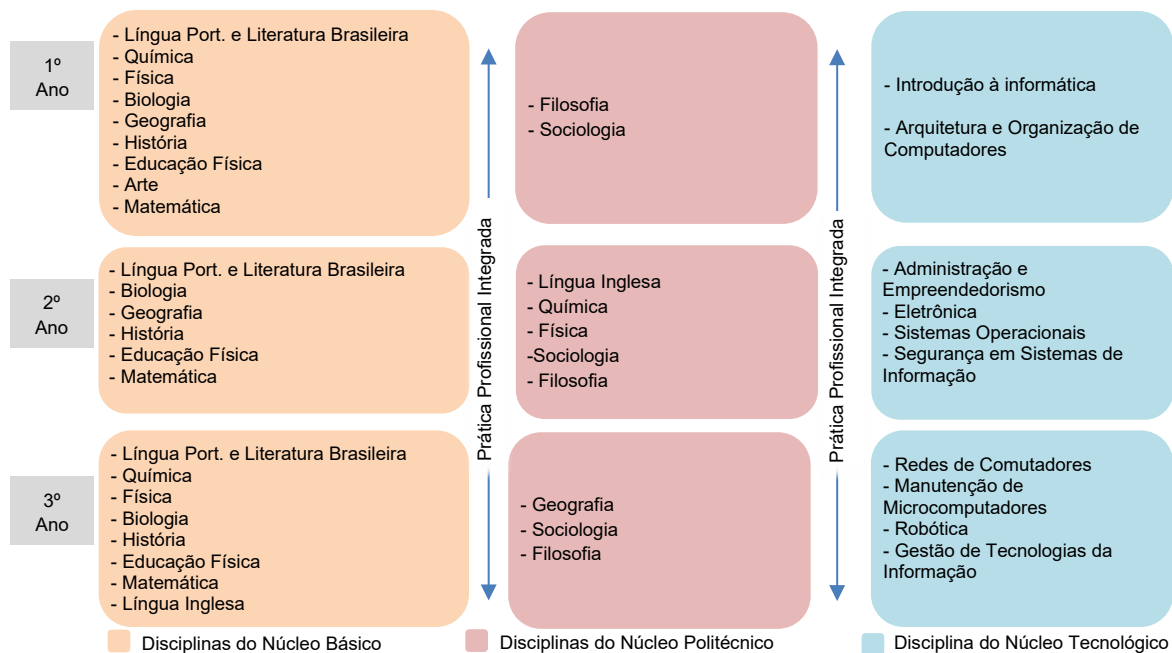 1º
Ano
- Língua Port. e Literatura Brasileira
- Química
- Física
- Biologia
- Geografia
- História
- Educação Física
- Arte
- Matemática
- Filosofia
- Sociologia
- Introdução à informática
- Arquitetura e Organização de
Computadores
Prática Profissional Integrada
Prática Profissional Integrada
2º
Ano
- Língua Port. e Literatura Brasileira
- Biologia
- Geografia
- História
- Educação Física
- Matemática
- Língua Inglesa
- Química
- Física
-Sociologia
- Filosofia
- Administração e
Empreendedorismo
- Eletrônica
- Sistemas Operacionais
- Segurança em Sistemas de
Informação
3º
Ano
- Língua Port. e Literatura Brasileira
- Química
- Física
- Biologia
- História
- Educação Física
- Matemática
- Língua Inglesa
- Geografia
- Sociologia
- Filosofia
- Redes de Comutadores
- Manutenção de
Microcomputadores
- Robótica
- Gestão de Tecnologias da
Informação
Disciplinas do Núcleo Básico
Disciplinas do Núcleo Politécnico
Disciplina do Núcleo Tecnológico